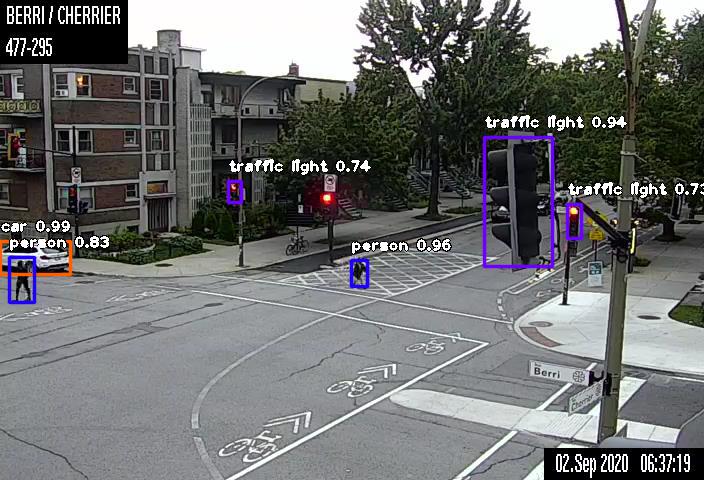 BERRI / CHERRIER
477-295
traffic light 0.94
traffic light 0.74
traffic light 0.73
car 0.99
person 0.83
person 0.96
Berri
Cherrier
02.Sep 2020 06:37:19